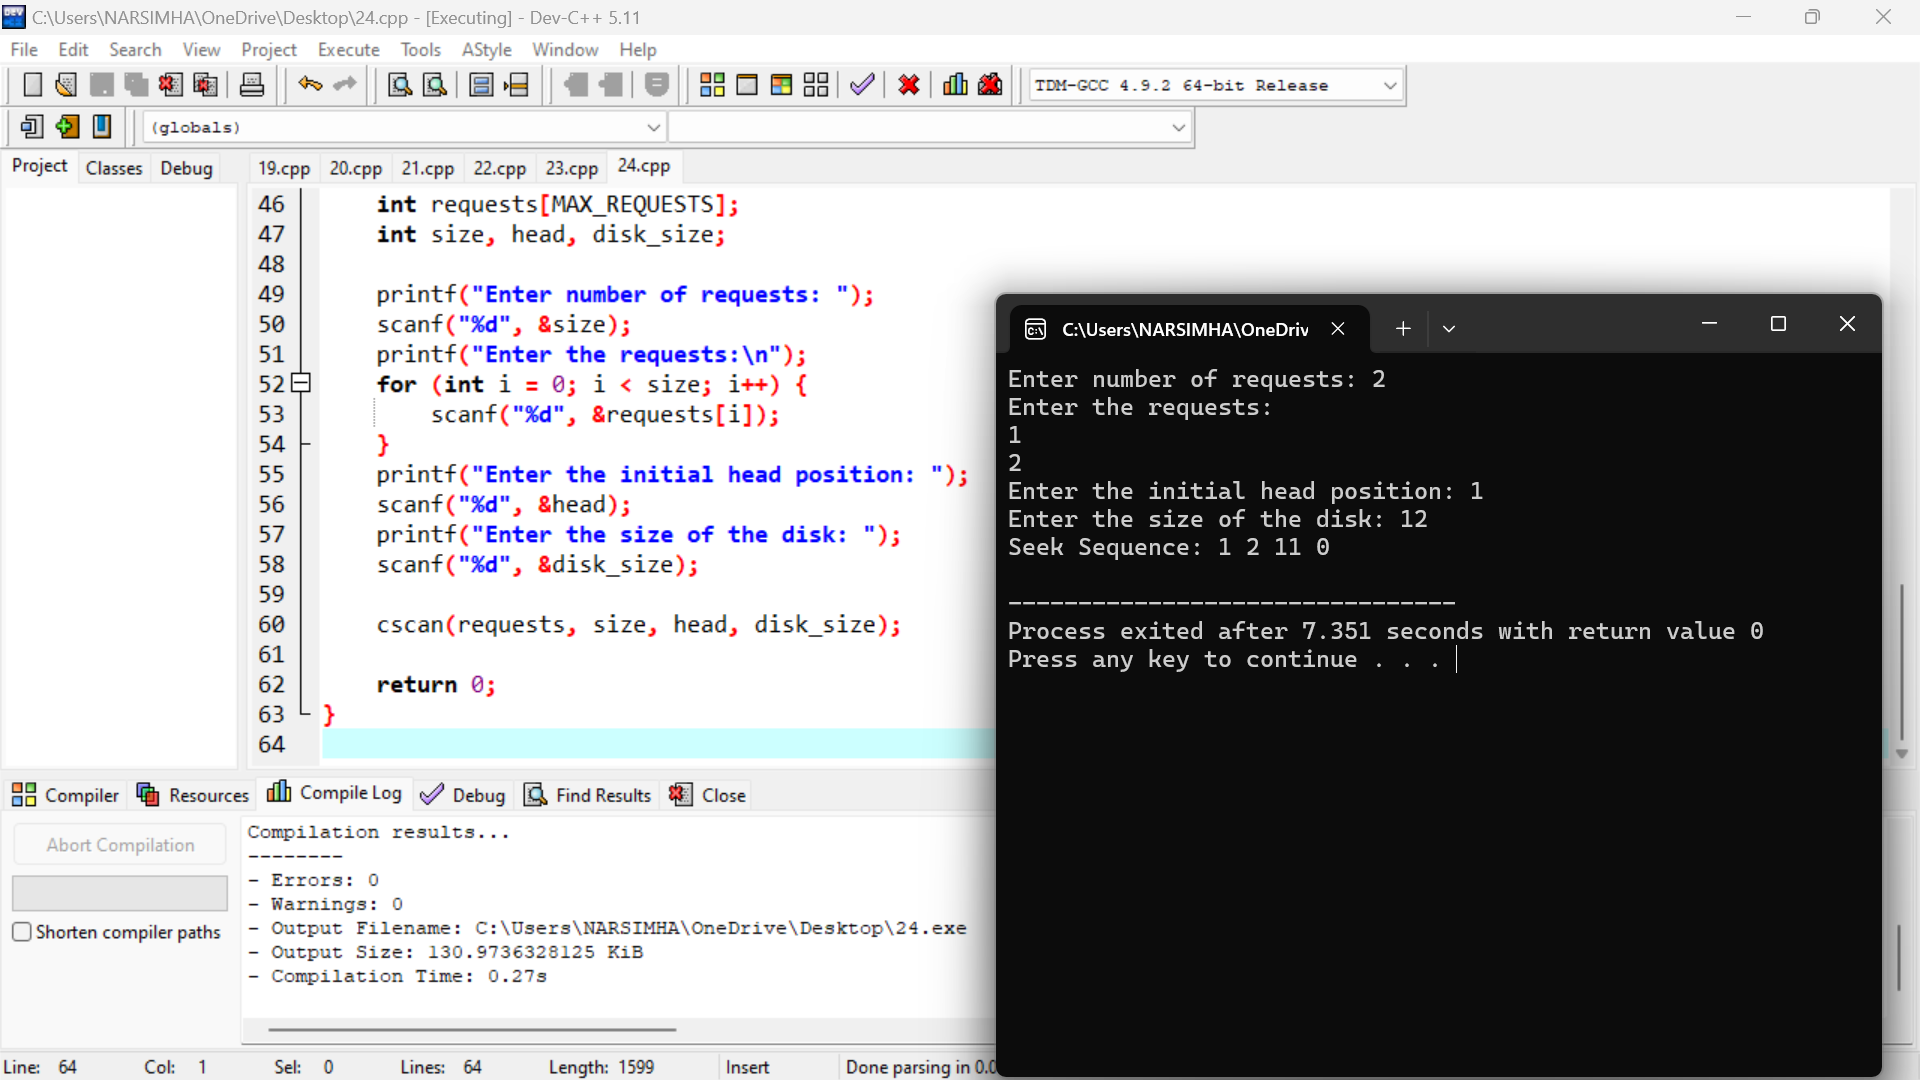 C:\Users\NARSIMHA\OneDrive\Desktop\24.cpp - [Executing] - Dev-C++ 5.11
File Edit Search View Project Execute Tools AStyle Window Help
TDM-GCC 4.9.2 64-bit Release
(globals)
Project Classes Debug
19.cpp 20.cpp 21.cpp 22.cpp 23.cpp 24.cpp
46 int requests[MAX_REQUESTS];
47 int size, head, disk_size;
48
49 printf("Enter number of requests: ");
50 scanf("%d", &size);
51 printf("Enter the requests:\n");
52 for (int i = 0; i < size; i++) {
53 scanf("%d", &requests[i]);
54 }
55 printf("Enter the initial head position: ");
56 scanf("%d", &head);
57 printf("Enter the size of the disk: ");
58 scanf("%d", &disk_size);
59
60 cscan(requests, size, head, disk_size);
61
62 return 0;
63 }
64
C:\Users\NARSIMHA\OneDriv
Enter number of requests: 2
Enter the requests:
1
2
Enter the initial head position: 1
Enter the size of the disk: 12
Seek Sequence: 1 2 11 0
--------------------------------
Process exited after 7.351 seconds with return value 0
Press any key to continue . . .
Compiler Resources Compile Log Debug Find Results Close
Abort Compilation
Shorten compiler paths
Compilation results...
--------
- Errors: 0
- Warnings: 0
- Output Filename: C:\Users\NARSIMHA\OneDrive\Desktop\24.exe
- Output Size: 130.9736328125 KiB
- Compilation Time: 0.27s
Line: 64 Col: 1 Sel: 0 Lines: 64 Length: 1599 Insert Done parsing in 0.0